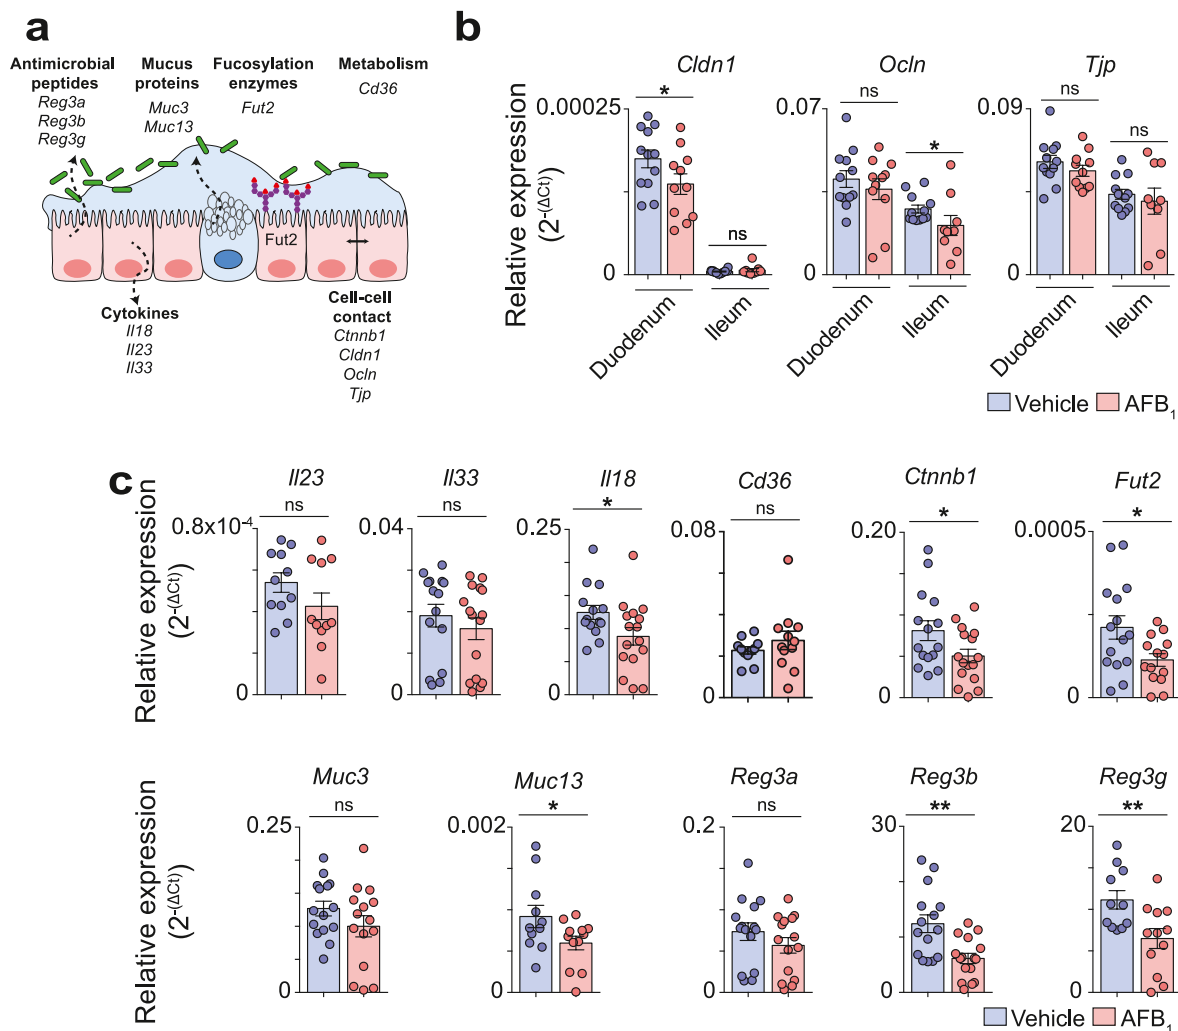 a
Antimicrobial
peptides
Reg3a
Reg3b
Reg3g
Mucus
proteins
Muc3
Muc13
Fucosylation
enzymes
Fut2
Metabolism
Cd36
Fut2
Cytokines
Il18
Il23
Il33
Cell-cell
contact
Ctnnb1
Cldn1
Ocln
Tjp
b
Relative expression
(2-(ΔCt))
Cldn1
*
0.00025
ns
0
Duodenum
Ileum
Ocln
ns
0.07
*
0
Duodenum
Ileum
Tjp
ns
0.09
ns
0
Duodenum
Ileum
Vehicle AFB1
c
Relative expression
(2-(ΔCt))
Il23
ns
0.8x10-4
0
Il33
ns
0.04
0
Il18
*
0.25
0
Cd36
ns
0.08
0
Ctnnb1
*
0.20
0
Fut2
*
0.0005
0
Relative expression
(2-(ΔCt))
Muc3
ns
0.25
0
Muc13
*
0.002
0
Reg3a
ns
0.2
0
Reg3b
**
30
0
Reg3g
**
20
0
Vehicle AFB1